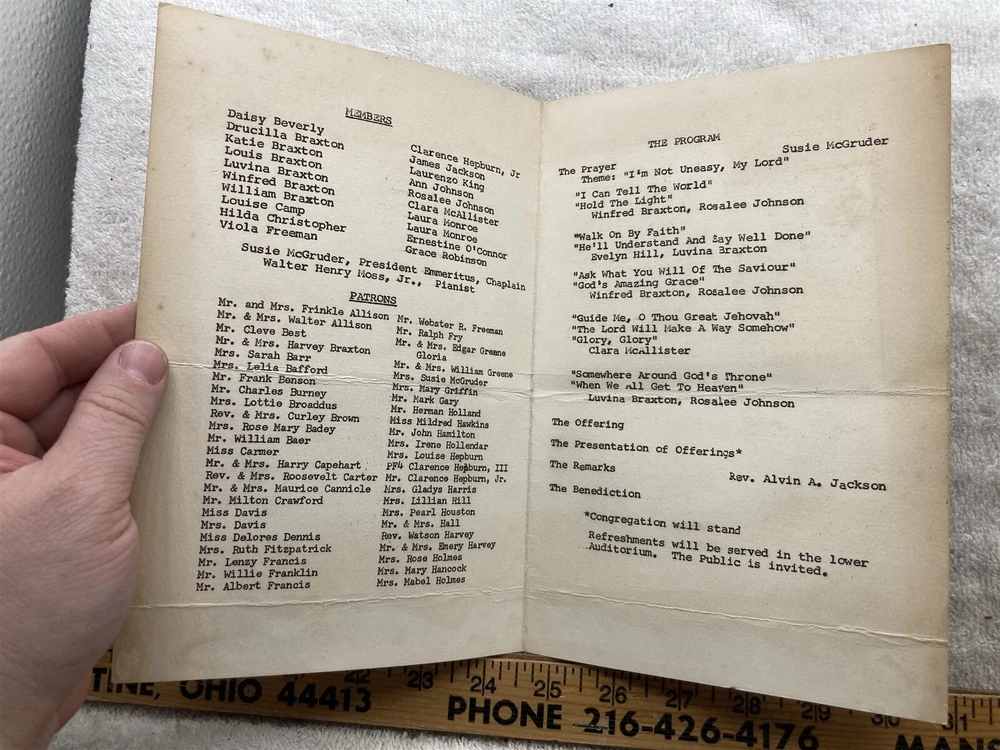 MEMBERS
Daisy Beverly
Drucilla Braxton
Katie Braxton
Louis Braxton
Luvina Braxton
Winfred Braxton
William Braxton
Louise Camp
Hilda Christopher
Viola Freeman
Clarence Hepburn, Jr
James Jackson
Laurenzo King
Ann Johnson
Rosalee Johnson
Clara McAllister
Laura Monroe
Laura Monroe
Ernestine O'Connor
Grace Robinson
Susie McGruder, President Emmeritus, Chaplain
Walter Henry Moss, Jr., Pianist
PATRONS
Mr. and Mrs. Frinkle Allison
Mr. & Mrs. Walter Allison
Mr. Cleve Best
Mr. & Mrs. Harvey Braxton
Mrs. Sarah Barr
Mrs. Lelia Bafford
Mr. Frank Benson
Mr. Charles Burney
Mrs. Lottie Broaddus
Rev. & Mrs. Curley Brown
Mrs. Rose Mary Badey
Mr. William Baer
Miss Carmer
Mr. & Mrs. Harry Capehart
Rev. & Mrs. Roosevelt Carter
Mr. & Mrs. Maurice Canniole
Mr. Milton Crawford
Miss Davis
Mrs. Davis
Miss Delores Dennis
Mrs. Ruth Fitzpatrick
Mr. Lenzy Francis
Mr. Willie Franklin
Mr. Albert Francis
Mr. Webster R. Freeman
Mr. Ralph Fry
Mr. & Mrs. Edgar Greene
Gloria
Mr. & Mrs. William Greene
Mrs. Susie McGruder
Mrs. Mary Griffin
Mr. Mark Gary
Mr. Herman Holland
Miss Mildred Hawkins
Mr. John Hamilton
Mrs. Irene Hollendar
Mrs. Louise Hepburn
PF4 Clarence Hepburn, III
Mr. Clarence Hepburn, Jr.
Mrs. Gladys Harris
Mrs. Lillian Hill
Mrs. Pearl Houston
Mr. & Mrs. Hall
Rev. Watson Harvey
Mr. & Mrs. Emery Harvey
Mrs. Rose Holmes
Mrs. Mary Hancock
Mrs. Mabel Holmes
THE PROGRAM
The Prayer Susie McGruder
Theme: "I'm Not Uneasy, My Lord"
"I Can Tell The World"
"Hold The Light"
Winfred Braxton, Rosalee Johnson
"Walk On By Faith"
"He'll Understand And Say Well Done"
Evelyn Hill, Luvina Braxton
"Ask What You Will Of The Saviour"
"God's Amazing Grace"
Winfred Braxton, Rosalee Johnson
"Guide Me, O Thou Great Jehovah"
"The Lord Will Make A Way Somehow"
"Glory, Glory"
Clara McAllister
"Somewhere Around God's Throne"
"When We All Get To Heaven"
Luvina Braxton, Rosalee Johnson
The Offering
The Presentation of Offerings*
The Remarks Rev. Alvin A. Jackson
The Benediction
*Congregation will stand
Refreshments will be served in the lower
Auditorium. The Public is invited.
22 23 24 25 26 27 28 29 30 31
TINE, OHIO 44413 PHONE 216-426-4176 MANS